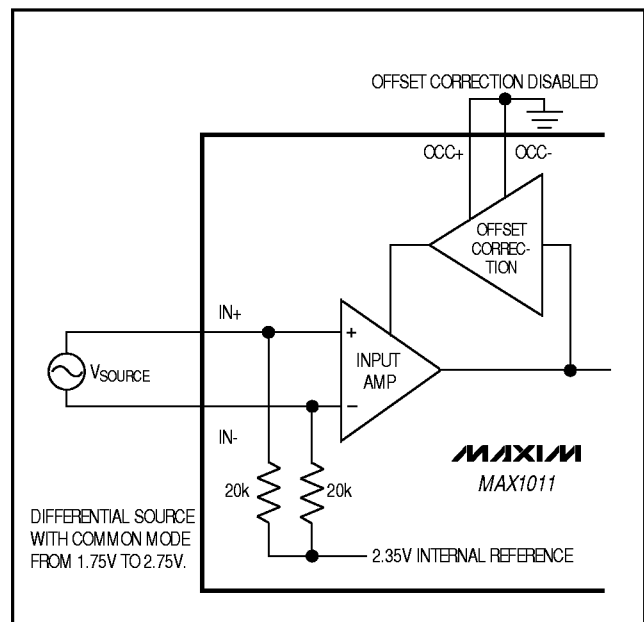 OFFSET CORRECTION DISABLED
OCC+
OCC-
OFFSET
CORREC-
TION
IN+
+
INPUT
AMP
VSOURCE
−
IN-
MAXIM
MAX1011
20k
20k
DIFFERENTIAL SOURCE
WITH COMMON MODE
FROM 1.75V TO 2.75V.
2.35V INTERNAL REFERENCE